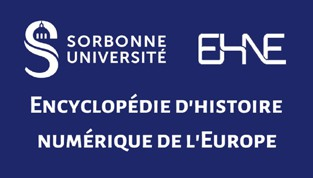 SORBONNE
UNIVERSITÉ
EHNE
ENCYCLOPÉDIE D'HISTOIRE
NUMÉRIQUE DE L'EUROPE